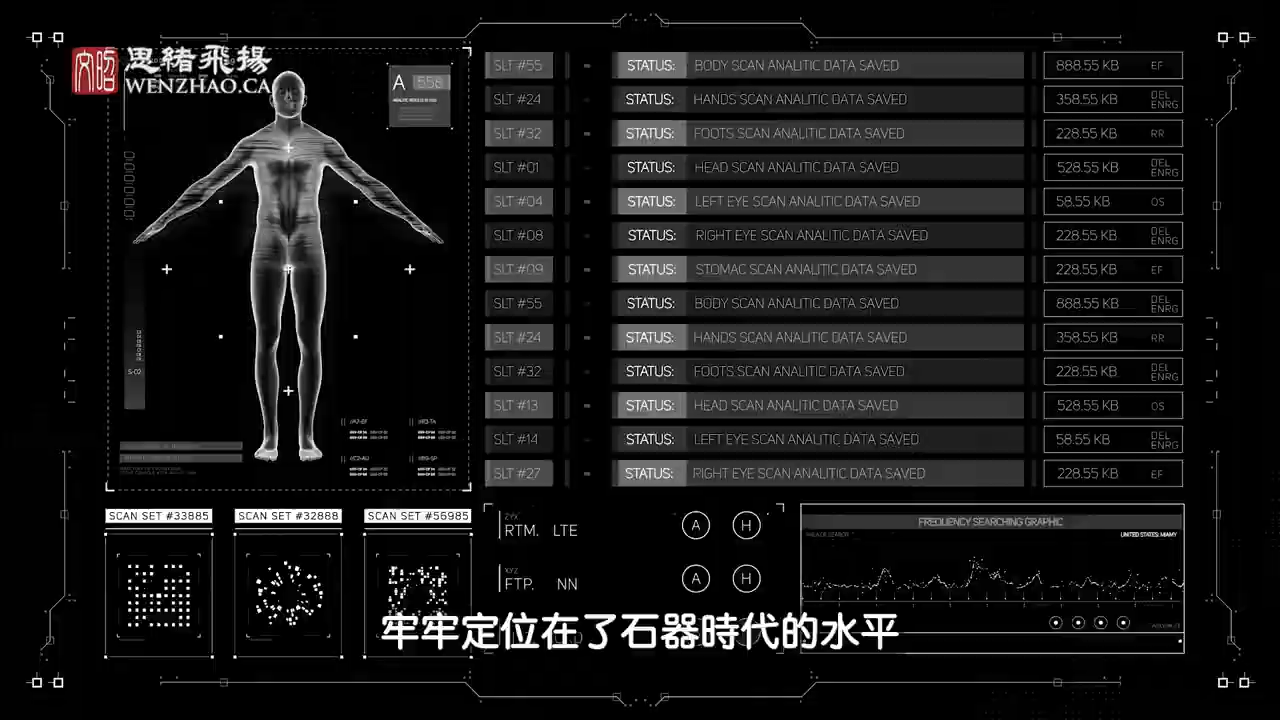 文昭
思緒飛揚
WENZHAO.CA
A 558
S-02
SLT #55 - STATUS: BODY SCAN ANALITIC DATA SAVED 888.55 KB EF
SLT #24 - STATUS: HANDS SCAN ANALITIC DATA SAVED 358.55 KB DEL ENRG
SLT #32 - STATUS: FOOTS SCAN ANALITIC DATA SAVED 228.55 KB RR
SLT #01 - STATUS: HEAD SCAN ANALITIC DATA SAVED 528.55 KB DEL ENRG
SLT #04 - STATUS: LEFT EYE SCAN ANALITIC DATA SAVED 58.55 KB OS
SLT #08 - STATUS: RIGHT EYE SCAN ANALITIC DATA SAVED 228.55 KB DEL ENRG
SLT #09 - STATUS: STOMAC SCAN ANALITIC DATA SAVED 228.55 KB EF
SLT #55 - STATUS: BODY SCAN ANALITIC DATA SAVED 888.55 KB DEL ENRG
SLT #24 - STATUS: HANDS SCAN ANALITIC DATA SAVED 358.55 KB RR
SLT #32 - STATUS: FOOTS SCAN ANALITIC DATA SAVED 228.55 KB DEL ENRG
SLT #13 - STATUS: HEAD SCAN ANALITIC DATA SAVED 528.55 KB OS
SLT #14 - STATUS: LEFT EYE SCAN ANALITIC DATA SAVED 58.55 KB DEL ENRG
SLT #27 - STATUS: RIGHT EYE SCAN ANALITIC DATA SAVED 228.55 KB EF
SCAN SET #33885
SCAN SET #32888
SCAN SET #56985
ZYX
RTM. LTE A H
XYZ
FTP. NN A H
FREQUENCY SEARCHING GRAPHIC
UNITED STATES: MIAMY
牢牢定位在了石器時代的水平